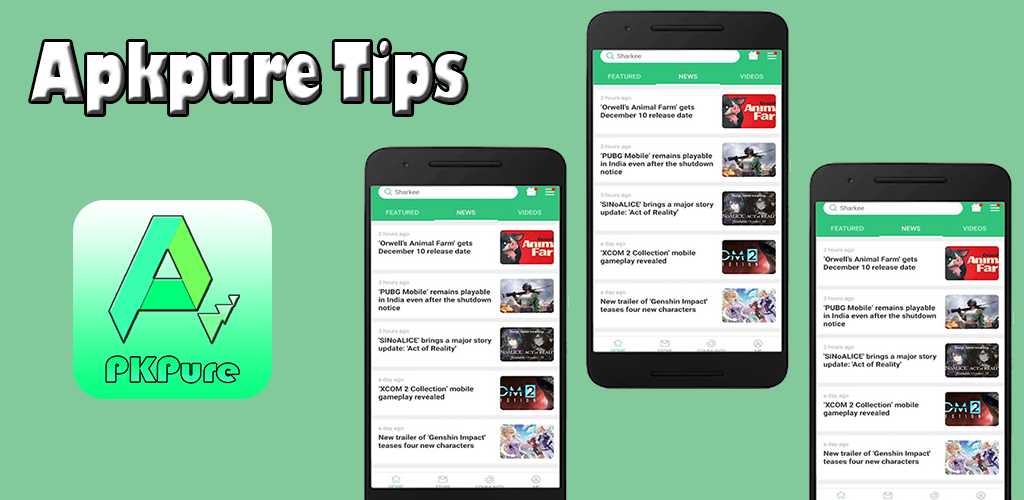 Apkpure Tips
PKPure
Sharkee
FEATURED NEWS VIDEOS
2 hours ago
'Orwell's Animal Farm' gets
December 10 release date
Anim
Far
3 hours ago
'PUBG Mobile' remains playable
in India even after the shutdown
notice
3 hours ago
'SINoALICE' brings a major story
update: 'Act of Reality'
a day ago
'XCOM 2 Collection' mobile
gameplay revealed
OM 2
a day ago
New trailer of 'Genshin Impact'
teases four new characters
HOME STORE COMMUNITY ME
Sharkee
FEATURED NEWS VIDEOS
2 hours ago
'Orwell's Animal Farm' gets
December 10 release date
Anim
Far
3 hours ago
'PUBG Mobile' remains playable
in India even after the shutdown
notice
3 hours ago
'SINoALICE' brings a major story
update: 'Act of Reality'
a day ago
'XCOM 2 Collection' mobile
gameplay revealed
OM 2
a day ago
New trailer of 'Genshin Impact'
teases four new characters
Sharkee
FEATURED NEWS VIDEOS
2 hours ago
'Orwell's Animal Farm' gets
December 10 release date
Anim
Far
3 hours ago
'PUBG Mobile' remains playable
in India even after the shutdown
notice
3 hours ago
'SINoALICE' brings a major story
update: 'Act of Reality'
a day ago
'XCOM 2 Collection' mobile
gameplay revealed
OM 2
a day ago
New trailer of 'Genshin Impact'
teases four new characters